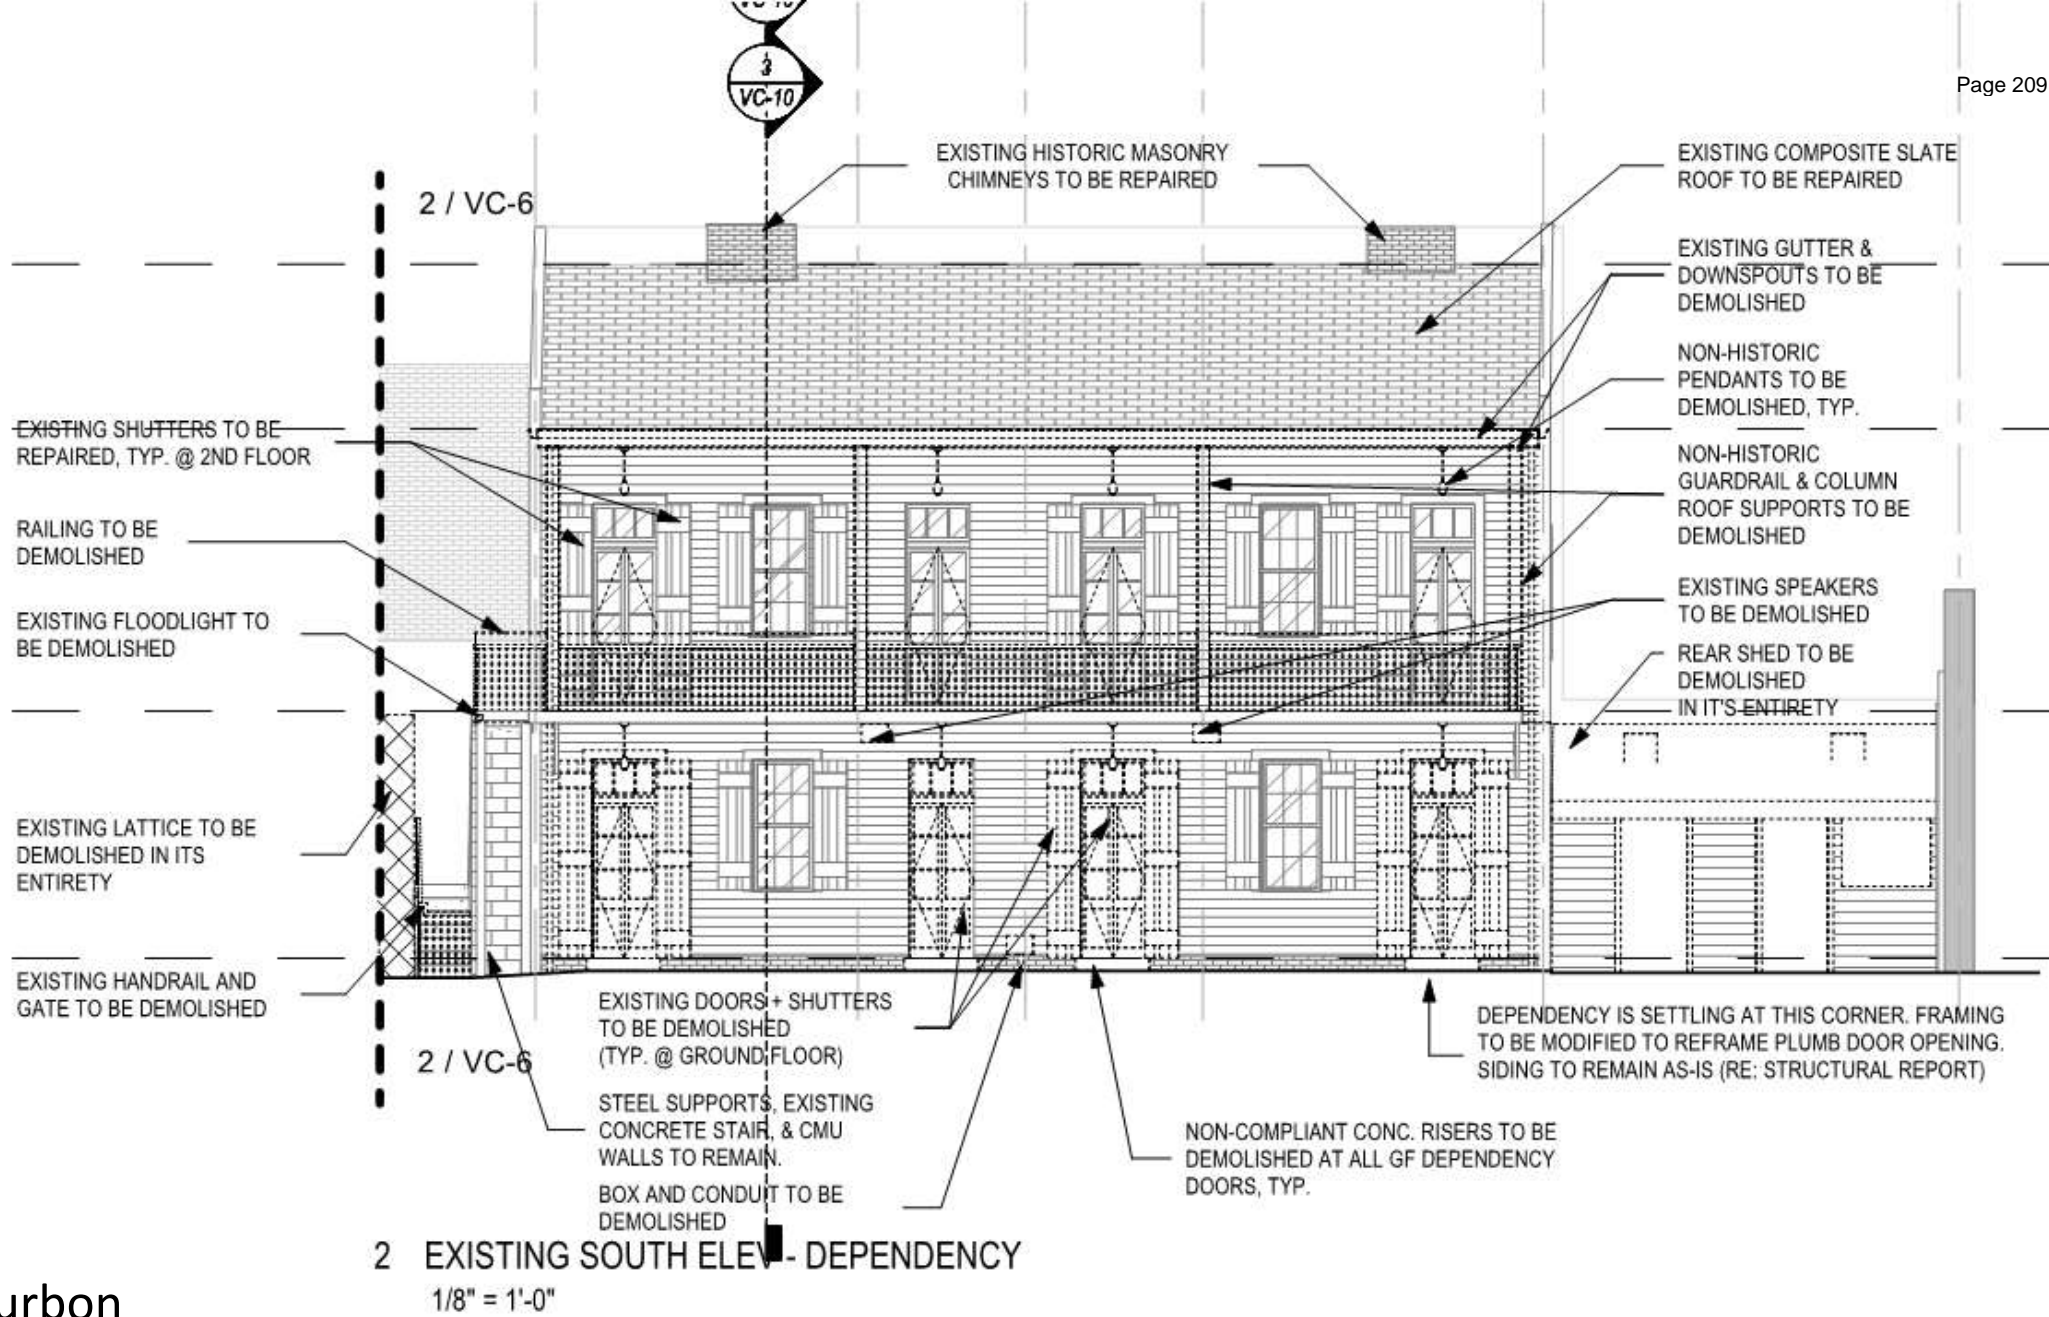 VC-10
3
VC-10
Page 209
EXISTING HISTORIC MASONRY
CHIMNEYS TO BE REPAIRED
EXISTING COMPOSITE SLATE
ROOF TO BE REPAIRED
2 / VC-6
EXISTING GUTTER &
DOWNSPOUTS TO BE
DEMOLISHED
NON-HISTORIC
PENDANTS TO BE
DEMOLISHED, TYP.
EXISTING SHUTTERS TO BE
REPAIRED, TYP. @ 2ND FLOOR
NON-HISTORIC
GUARDRAIL & COLUMN
ROOF SUPPORTS TO BE
DEMOLISHED
RAILING TO BE
DEMOLISHED
EXISTING SPEAKERS
TO BE DEMOLISHED
EXISTING FLOODLIGHT TO
BE DEMOLISHED
REAR SHED TO BE
DEMOLISHED
IN IT'S ENTIRETY
EXISTING LATTICE TO BE
DEMOLISHED IN ITS
ENTIRETY
EXISTING HANDRAIL AND
GATE TO BE DEMOLISHED
EXISTING DOORS + SHUTTERS
TO BE DEMOLISHED
(TYP. @ GROUND FLOOR)
DEPENDENCY IS SETTLING AT THIS CORNER. FRAMING
TO BE MODIFIED TO REFRAME PLUMB DOOR OPENING.
SIDING TO REMAIN AS-IS (RE: STRUCTURAL REPORT)
2 / VC-6
STEEL SUPPORTS, EXISTING
CONCRETE STAIR, & CMU
WALLS TO REMAIN.
NON-COMPLIANT CONC. RISERS TO BE
DEMOLISHED AT ALL GF DEPENDENCY
DOORS, TYP.
BOX AND CONDUIT TO BE
DEMOLISHED
2 EXISTING SOUTH ELEV - DEPENDENCY
1/8" = 1'-0"
urbon